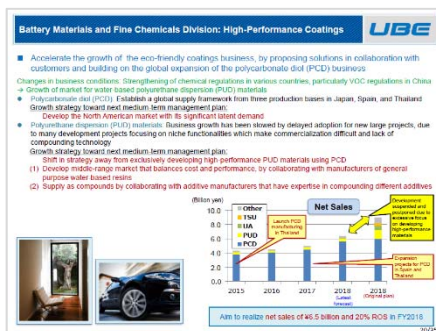 Battery Materials and Fine Chemicals Division: High-Performance Coatings
UBE
Accelerate the growth of the eco-friendly coatings business, by proposing solutions in collaboration with
customers and building on the global expansion of the polycarbonate diol (PCD) business
Changes in business conditions: Strengthening of chemical regulations in various countries, particularly VOC regulations in China
→ Growth of market for water-based polyurethane dispersion (PUD) materials
Polycarbonate diol (PCD): Establish a global supply framework from three production bases in Japan, Spain, and Thailand
Growth strategy toward next medium-term management plan:
Develop the North American market with its significant latent demand
Polyurethane dispersion (PUD) materials: Business growth has been slowed by delayed adoption for new large projects, due
to many development projects focusing on niche functionalities which make commercialization difficult and lack of
compounding technology
Growth strategy toward next medium-term management plan:
Shift in strategy away from exclusively developing high-performance PUD materials using PCD
(1) Develop middle-range market that balances cost and performance, by collaborating with manufacturers of general
purpose water based resins
(2) Supply as compounds by collaborating with additive manufacturers that have expertise in compounding different additives
(Billion yen)
Net Sales
10.0
8.0
6.0
4.0
2.0
0.0
Other
TSU
UA
PUD
PCD
Launch PCD
manufacturing
in Thailand
Development
suspended and
postponed due to
excessive focus on
developing
high-performance
materials
Expansion
projects for PCD
in Spain and
Thailand
2015 2016 2017 2018 2018
(Latest
forecast)
(Original plan)
Aim to realize net sales of ¥6.5 billion and 20% ROS in FY2018